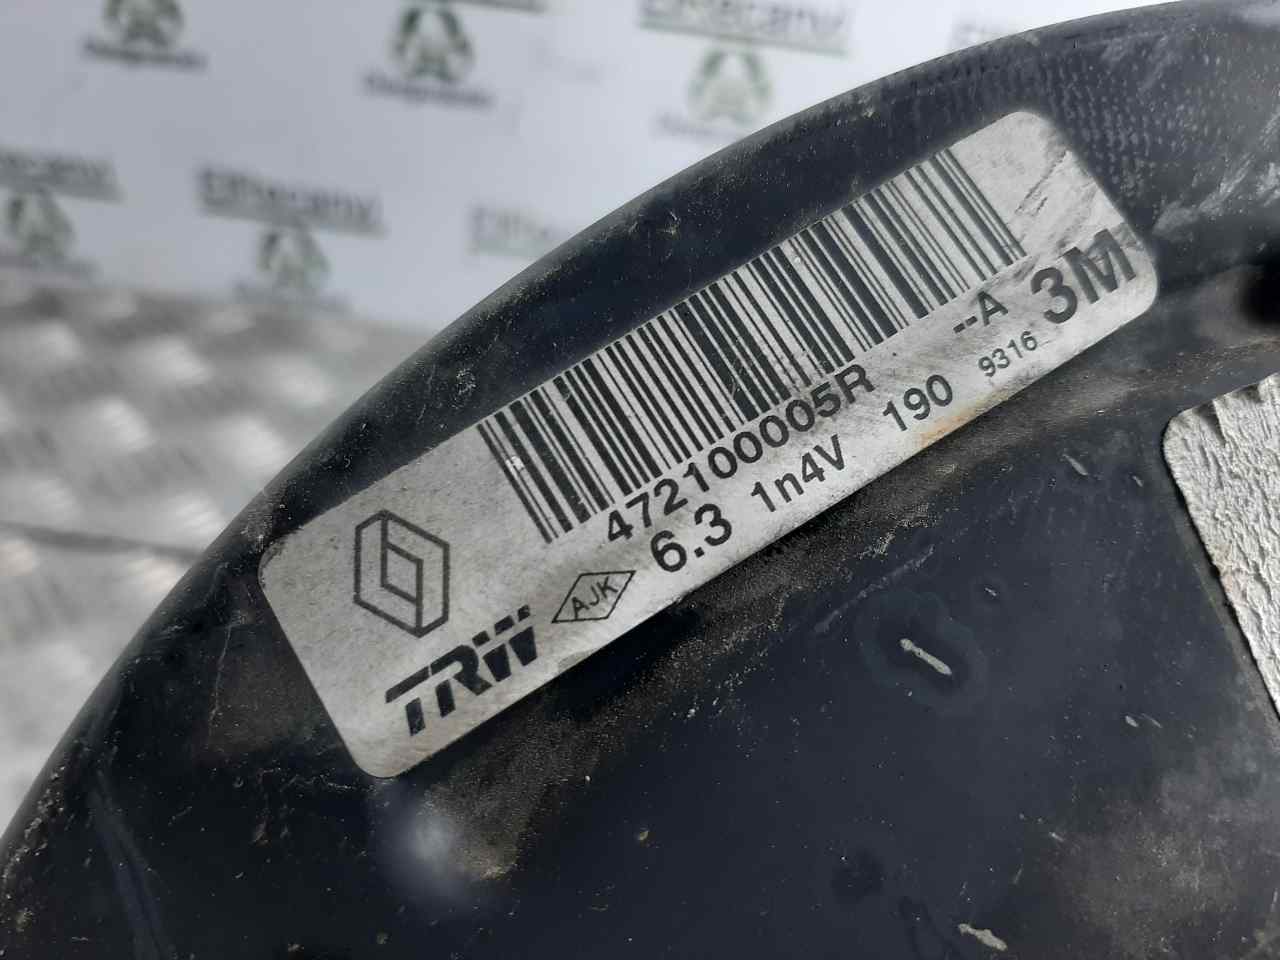 472100005R --A 3M
6.3 1n4V 190 9316
TRW AJK